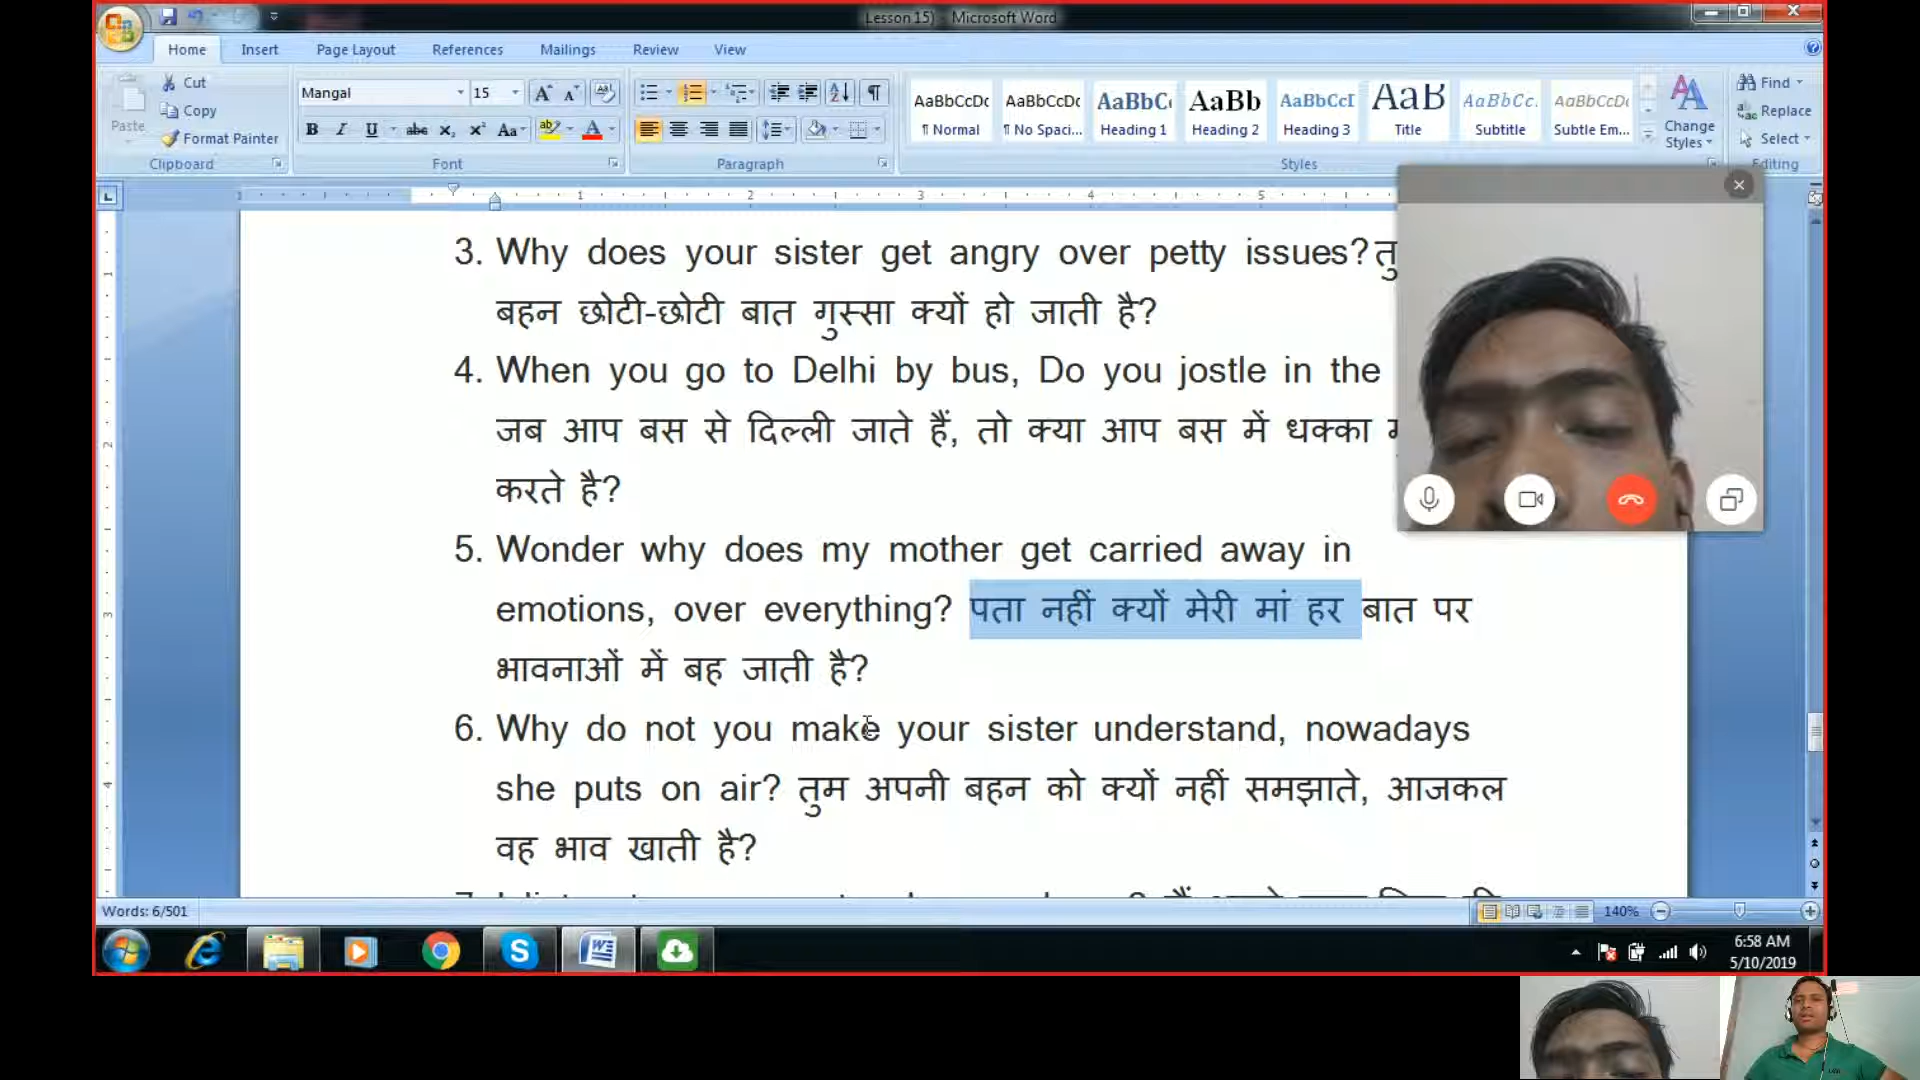 Lesson 15) - Microsoft Word
Home Insert Page Layout References Mailings Review View
Paste Cut Copy Format Painter
Clipboard
Mangal 15
Font
Paragraph
AaBbCcDc AaBbCcDc AaBbC AaBb AaBbCcI AaB AaBbCc. AaBbCcDc
¶ Normal ¶ No Spaci... Heading 1 Heading 2 Heading 3 Title Subtitle Subtle Em...
Change Styles
Styles
Find
Replace
Select
Editing
1 1 2 3 4 5
3. Why does your sister get angry over petty issues? तु
बहन छोटी-छोटी बात गुस्सा क्यों हो जाती है?
4. When you go to Delhi by bus, Do you jostle in the
जब आप बस से दिल्ली जाते हैं, तो क्या आप बस में धक्का
करते है?
5. Wonder why does my mother get carried away in
emotions, over everything? पता नहीं क्यों मेरी मां हर बात पर
भावनाओं में बह जाती है?
6. Why do not you make your sister understand, nowadays
she puts on air? तुम अपनी बहन को क्यों नहीं समझाते, आजकल
वह भाव खाती है?
Words: 6/501
140%
6:58 AM
5/10/2019